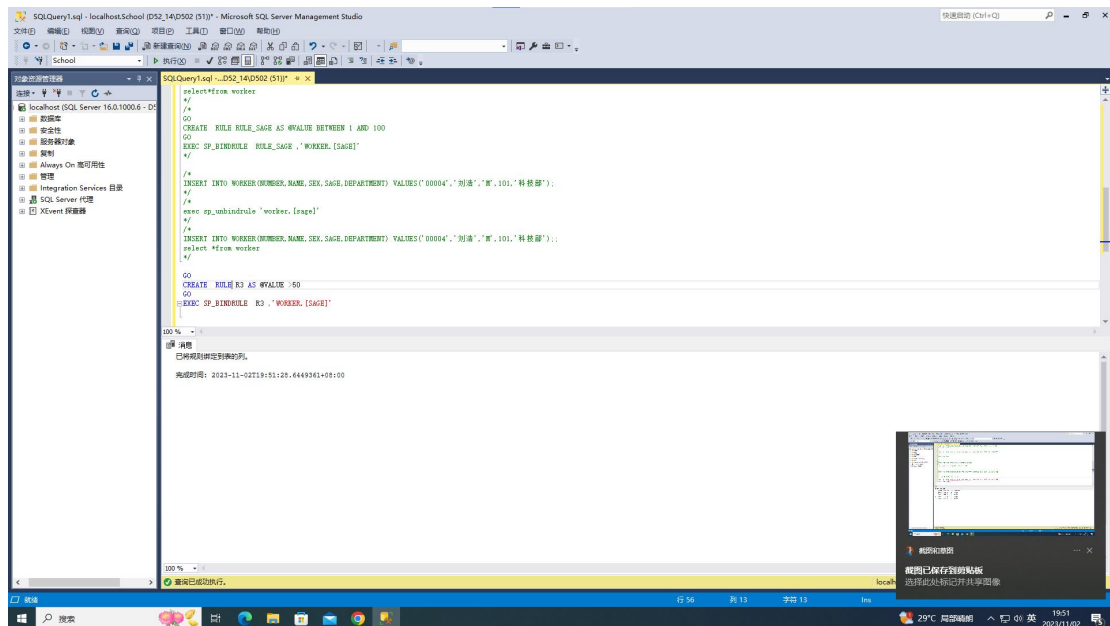 SQLQuery1.sql - localhost.School (D52_14\D502 (51))* - Microsoft SQL Server Management Studio
快速启动 (Ctrl+Q)
文件(F) 编辑(E) 视图(V) 查询(Q) 项目(P) 工具(T) 窗口(W) 帮助(H)
新建查询(N)
School
执行(X)
对象资源管理器
SQLQuery1.sql -...D52_14\D502 (51))*
连接
localhost (SQL Server 16.0.1000.6 - D5
数据库
安全性
服务器对象
复制
Always On 高可用性
管理
Integration Services 目录
SQL Server 代理
XEvent 探查器
select*from worker
*/
/*
GO
CREATE RULE RULE_SAGE AS @VALUE BETWEEN 1 AND 100
GO
EXEC SP_BINDRULE RULE_SAGE ,'WORKER.[SAGE]'
*/
/*
INSERT INTO WORKER(NUMBER,NAME,SEX,SAGE,DEPARTMENT) VALUES('00004','刘浩','M',101,'科技部');
*/
/*
exec sp_unbindrule 'worker.[sage]'
*/
/*
INSERT INTO WORKER(NUMBER,NAME,SEX,SAGE,DEPARTMENT) VALUES('00004','刘浩','M',101,'科技部');;
select *from worker
*/
GO
CREATE RULE R3 AS @VALUE >50
GO
EXEC SP_BINDRULE R3 ,'WORKER.[SAGE]'
100 %
消息
已将规则绑定到表的列。
完成时间: 2023-11-02T19:51:28.6449361+08:00
100 %
查询已成功执行。
localh
截图和草图
截图已保存到剪贴板
选择此处标记并共享图像
就绪
行 56
列 13
字符 13
Ins
搜索
29°C 局部晴朗
英
19:51
2023/11/02